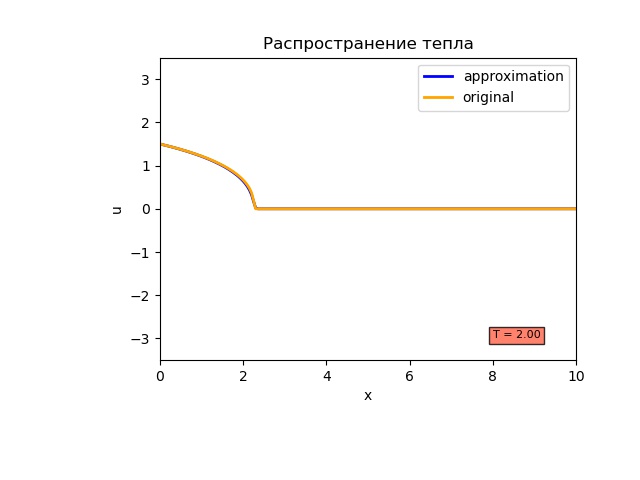 Распространение тепла
approximation
original
3
2
1
0
−1
−2
−3
u
T = 2.00
0 2 4 6 8 10
x